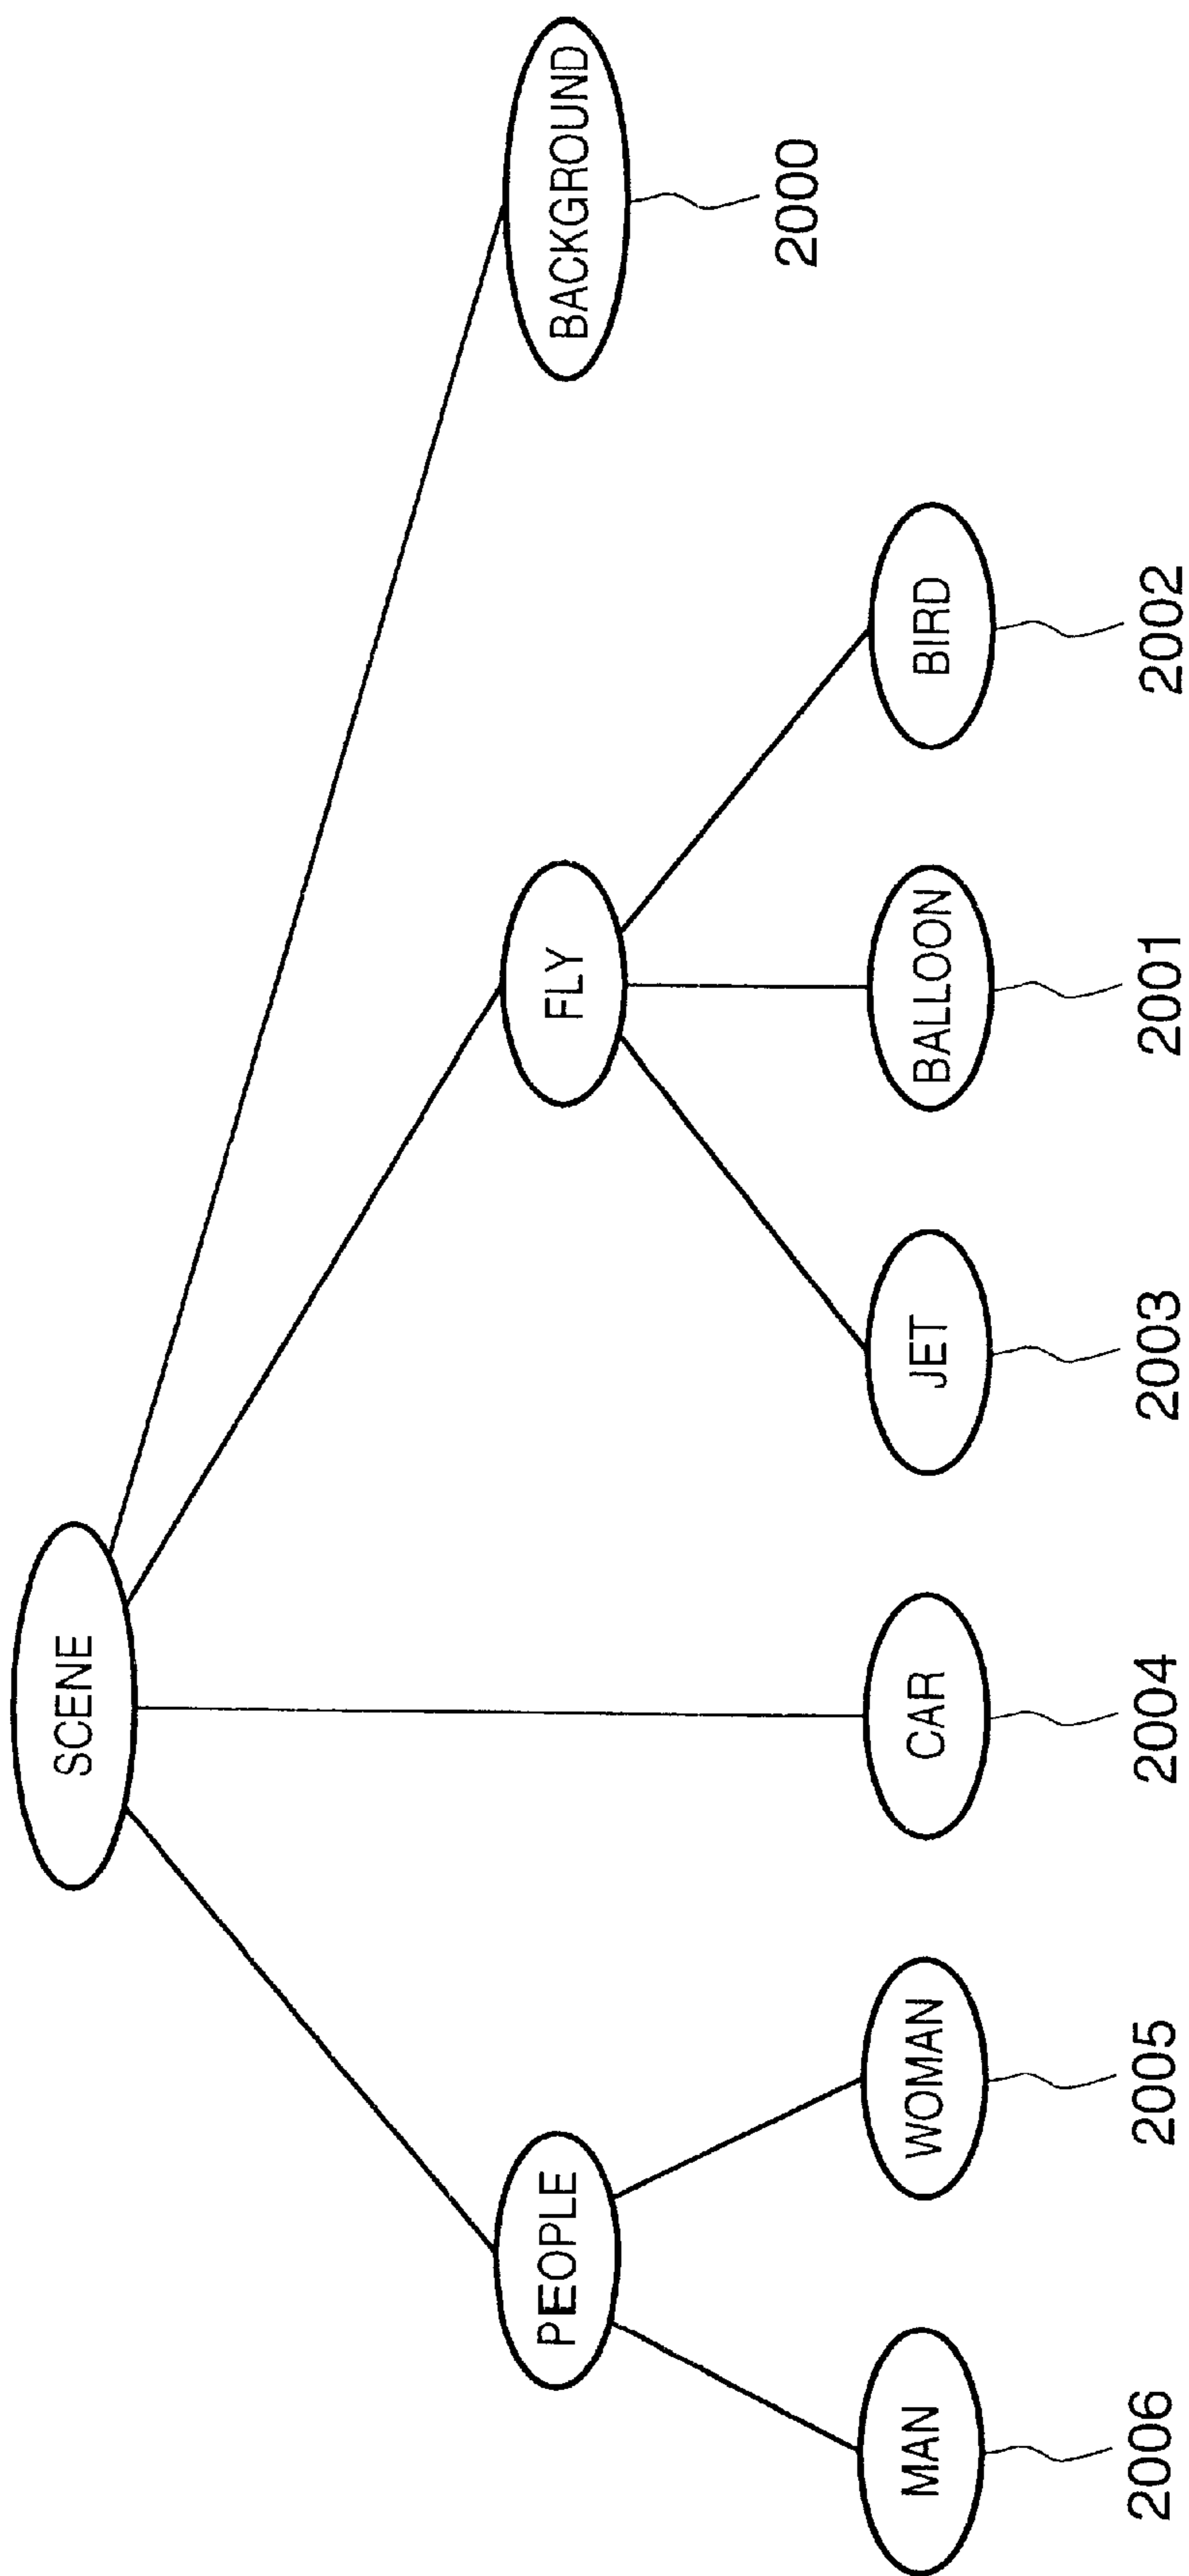 SCENE
PEOPLE
FLY
BACKGROUND
2000
MAN
WOMAN
CAR
JET
BALLOON
BIRD
2006
2005
2004
2003
2001
2002